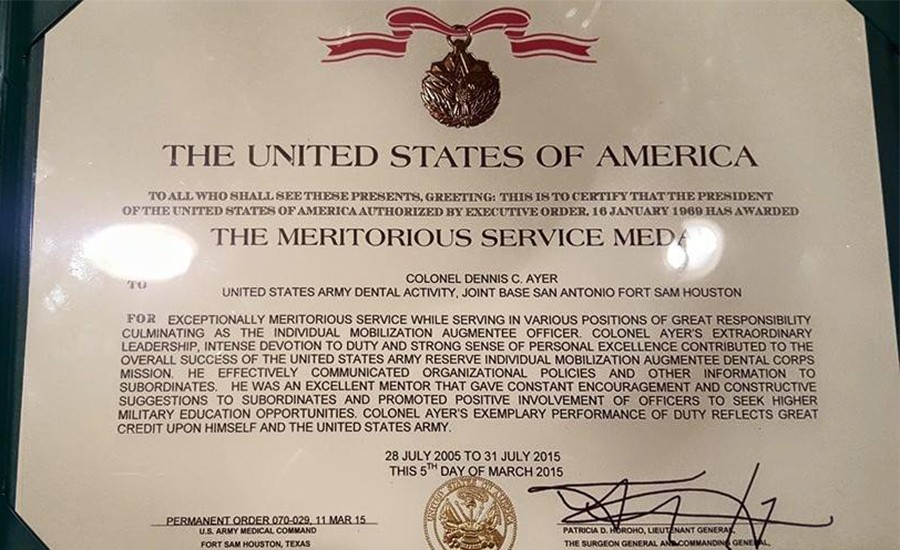 THE UNITED STATES OF AMERICA
TO ALL WHO SHALL SEE THESE PRESENTS, GREETING: THIS IS TO CERTIFY THAT THE PRESIDENT
OF THE UNITED STATES OF AMERICA AUTHORIZED BY EXECUTIVE ORDER, 16 JANUARY 1969 HAS AWARDED
THE MERITORIOUS SERVICE MEDAL
TO
COLONEL DENNIS C. AYER
UNITED STATES ARMY DENTAL ACTIVITY, JOINT BASE SAN ANTONIO FORT SAM HOUSTON
FOR EXCEPTIONALLY MERITORIOUS SERVICE WHILE SERVING IN VARIOUS POSITIONS OF GREAT RESPONSIBILITY
CULMINATING AS THE INDIVIDUAL MOBILIZATION AUGMENTEE OFFICER. COLONEL AYER'S EXTRAORDINARY
LEADERSHIP, INTENSE DEVOTION TO DUTY AND STRONG SENSE OF PERSONAL EXCELLENCE CONTRIBUTED TO THE
OVERALL SUCCESS OF THE UNITED STATES ARMY RESERVE INDIVIDUAL MOBILIZATION AUGMENTEE DENTAL CORPS
MISSION. HE EFFECTIVELY COMMUNICATED ORGANIZATIONAL POLICIES AND OTHER INFORMATION TO
SUBORDINATES. HE WAS AN EXCELLENT MENTOR THAT GAVE CONSTANT ENCOURAGEMENT AND CONSTRUCTIVE
SUGGESTIONS TO SUBORDINATES AND PROMOTED POSITIVE INVOLVEMENT OF OFFICERS TO SEEK HIGHER
MILITARY EDUCATION OPPORTUNITIES. COLONEL AYER'S EXEMPLARY PERFORMANCE OF DUTY REFLECTS GREAT
CREDIT UPON HIMSELF AND THE UNITED STATES ARMY.
28 JULY 2005 TO 31 JULY 2015
THIS 5TH DAY OF MARCH 2015
PERMANENT ORDER 070-029, 11 MAR 15
U.S. ARMY MEDICAL COMMAND
FORT SAM HOUSTON, TEXAS
PATRICIA D. HOROHO, LIEUTENANT GENERAL,
THE SURGEON GENERAL AND COMMANDING GENERAL,